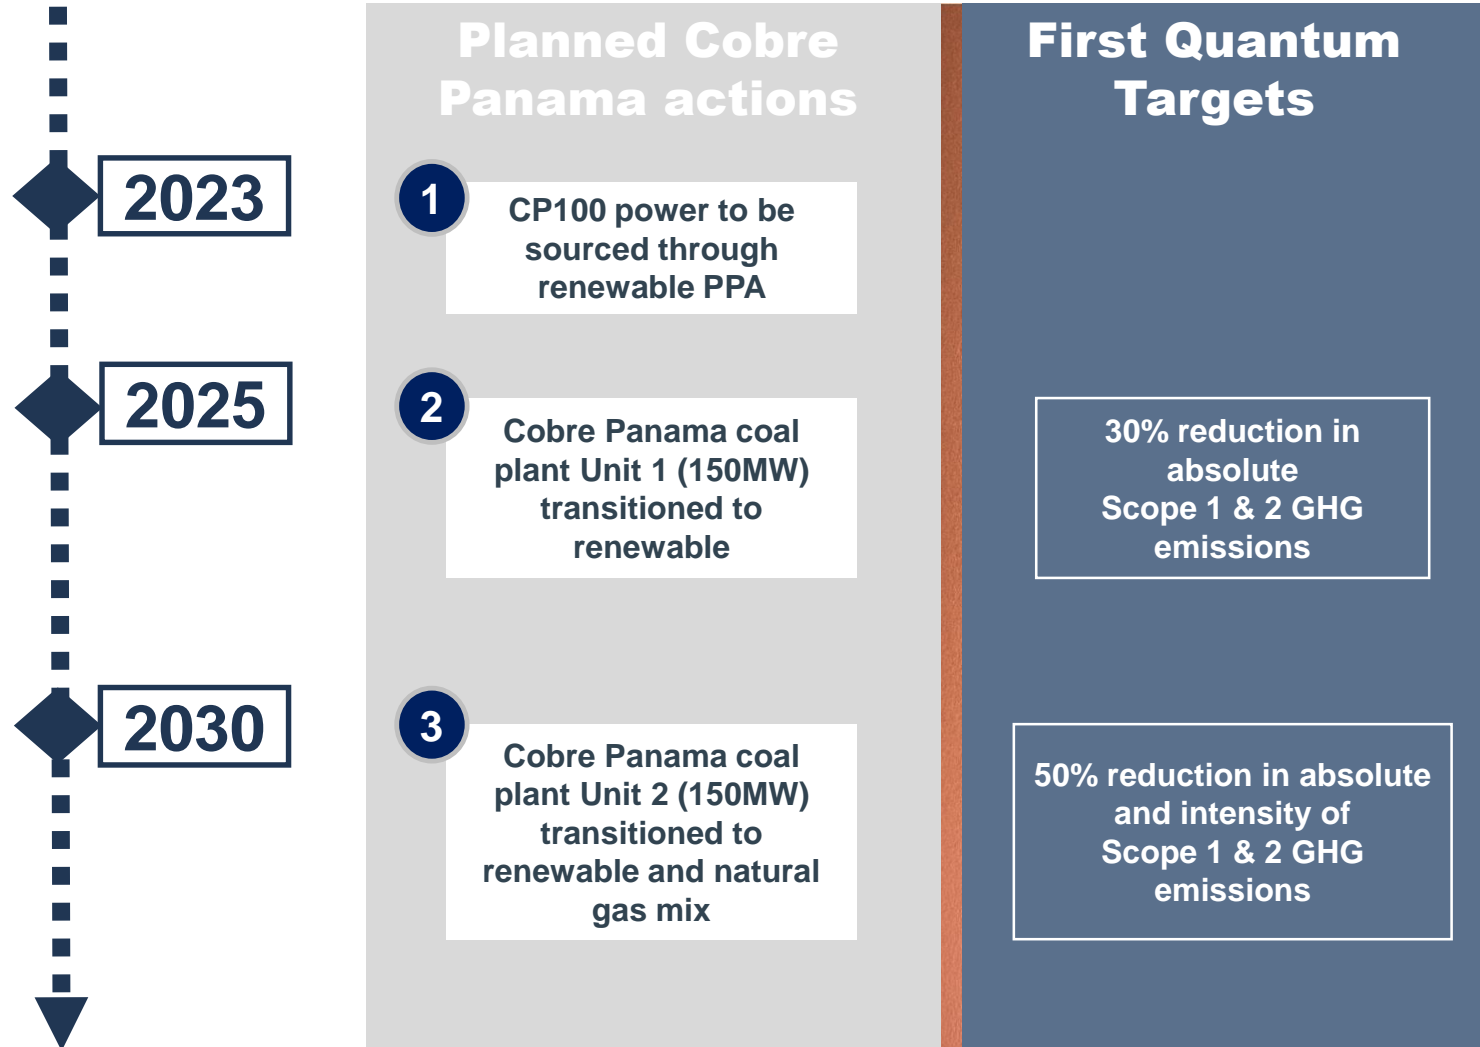 Planned Cobre
Panama actions
First Quantum
Targets
2023
1
CP100 power to be
sourced through
renewable PPA
2025
2
Cobre Panama coal
plant Unit 1 (150MW)
transitioned to
renewable
30% reduction in
absolute
Scope 1 & 2 GHG
emissions
2030
3
Cobre Panama coal
plant Unit 2 (150MW)
transitioned to
renewable and natural
gas mix
50% reduction in absolute
and intensity of
Scope 1 & 2 GHG
emissions